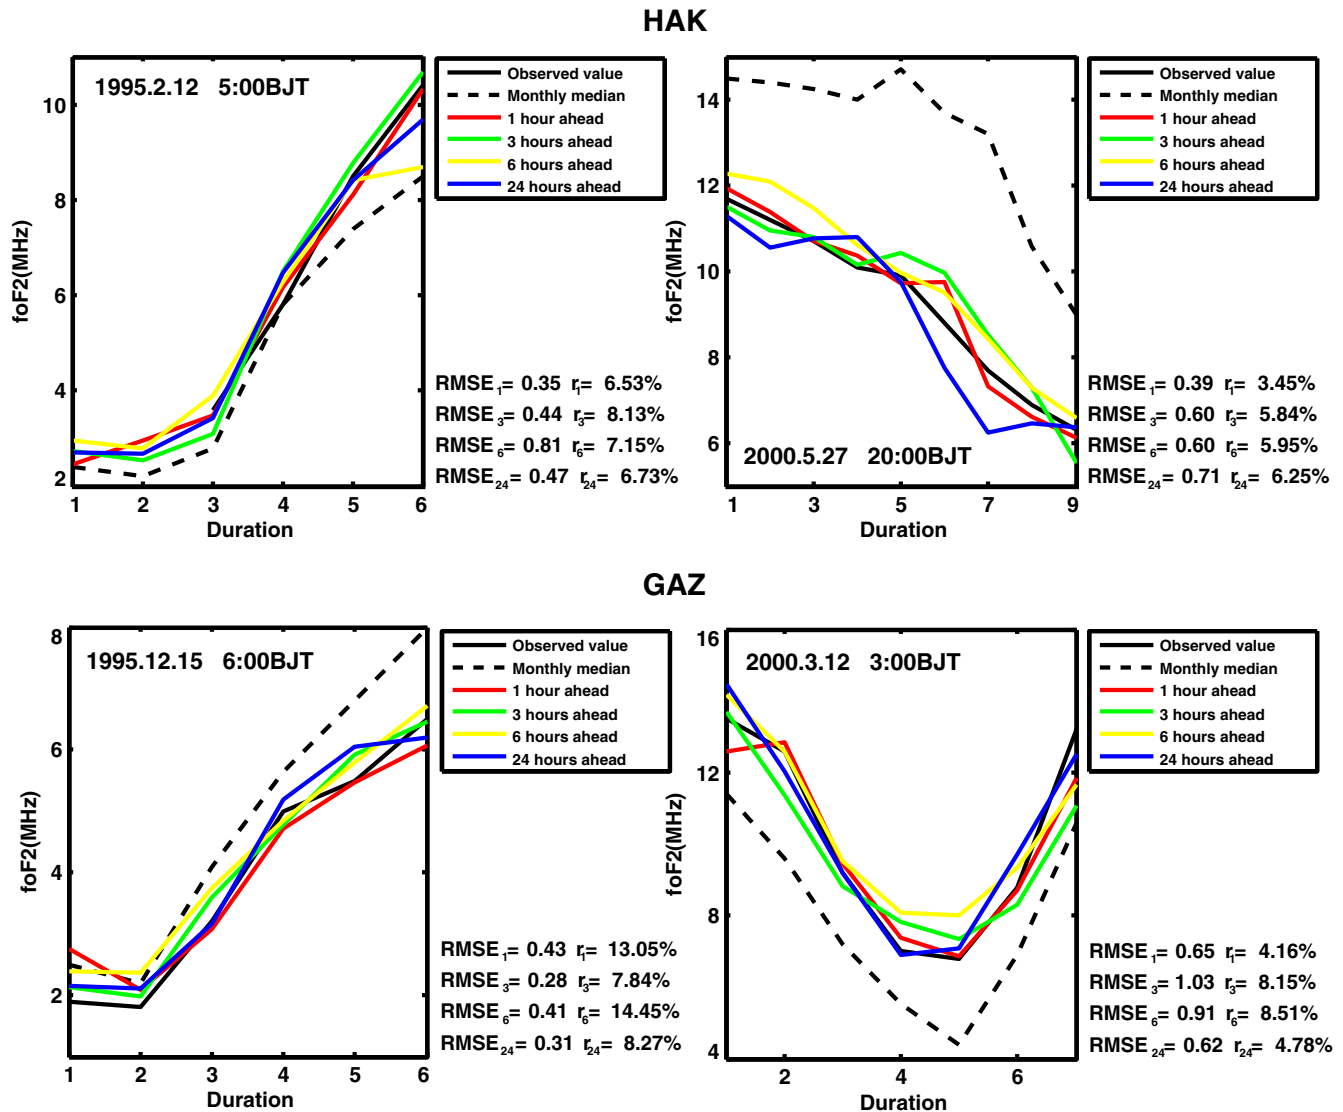 HAK
1995.2.12 5:00BJT
foF2(MHz)
10
8
6
4
2
1 2 3 4 5 6
Duration
Observed value
Monthly median
1 hour ahead
3 hours ahead
6 hours ahead
24 hours ahead
RMSE1= 0.35 r1= 6.53%
RMSE3= 0.44 r3= 8.13%
RMSE6= 0.81 r6= 7.15%
RMSE24= 0.47 r24= 6.73%
2000.5.27 20:00BJT
foF2(MHz)
14
12
10
8
6
1 3 5 7 9
Duration
Observed value
Monthly median
1 hour ahead
3 hours ahead
6 hours ahead
24 hours ahead
RMSE1= 0.39 r1= 3.45%
RMSE3= 0.60 r3= 5.84%
RMSE6= 0.60 r6= 5.95%
RMSE24= 0.71 r24= 6.25%
GAZ
1995.12.15 6:00BJT
foF2(MHz)
8
6
4
2
1 2 3 4 5 6
Duration
Observed value
Monthly median
1 hour ahead
3 hours ahead
6 hours ahead
24 hours ahead
RMSE1= 0.43 r1= 13.05%
RMSE3= 0.28 r3= 7.84%
RMSE6= 0.41 r6= 14.45%
RMSE24= 0.31 r24= 8.27%
2000.3.12 3:00BJT
foF2(MHz)
16
12
8
4
2 4 6
Duration
Observed value
Monthly median
1 hour ahead
3 hours ahead
6 hours ahead
24 hours ahead
RMSE1= 0.65 r1= 4.16%
RMSE3= 1.03 r3= 8.15%
RMSE6= 0.91 r6= 8.51%
RMSE24= 0.62 r24= 4.78%